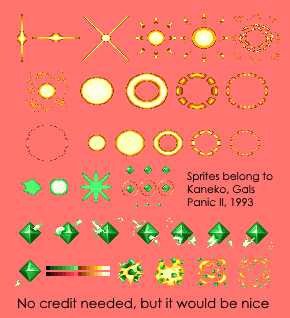 Sprites belong to
Kaneko, Gals
Panic II, 1993
No credit needed, but it would be nice